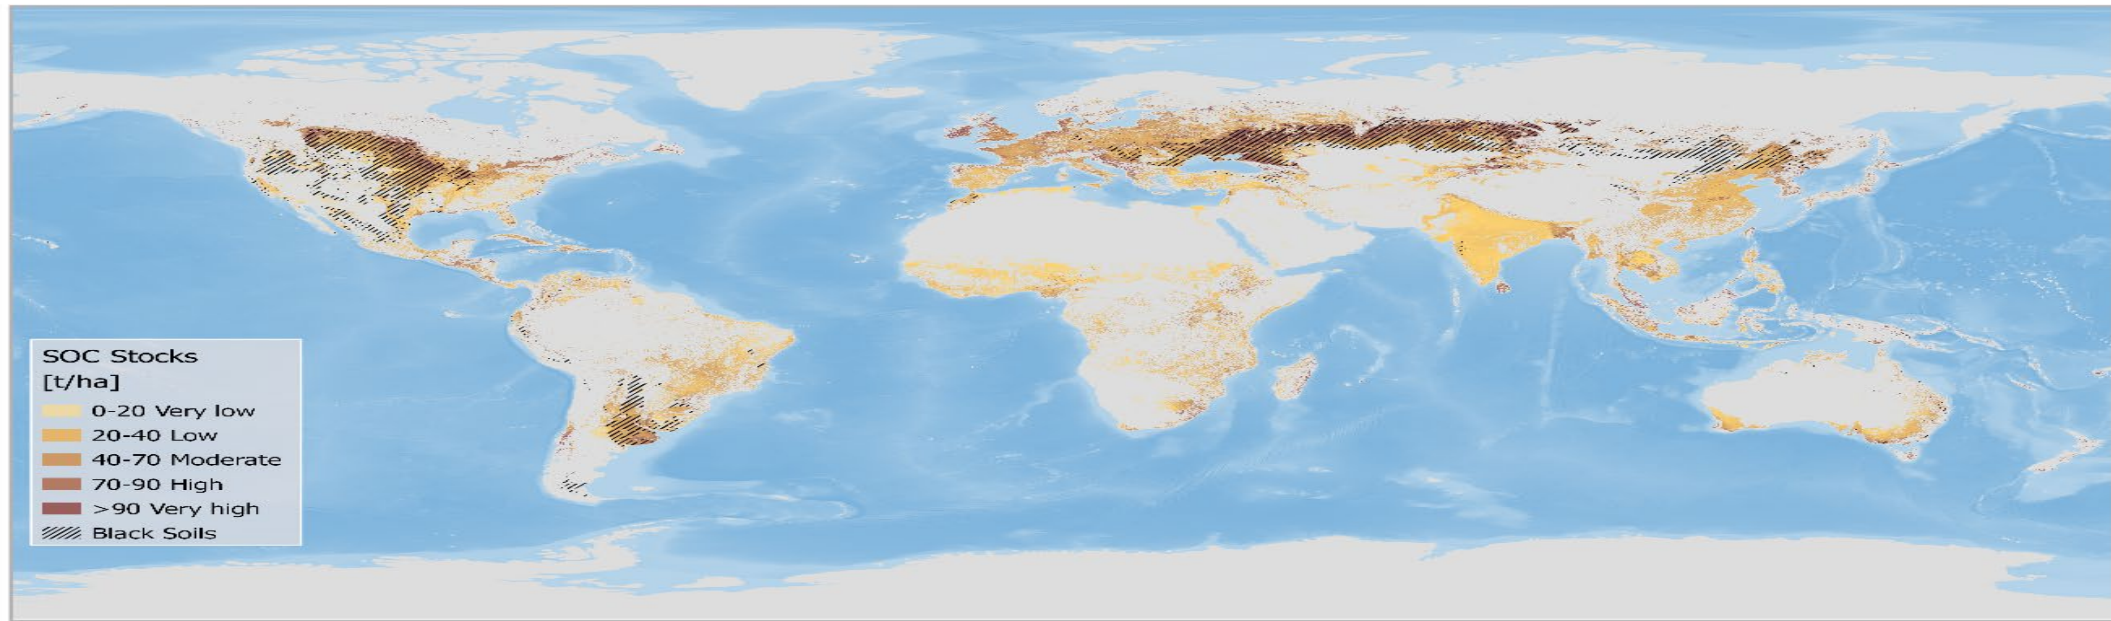 SOC Stocks
[t/ha]
0-20 Very low
20-40 Low
40-70 Moderate
70-90 High
>90 Very high
Black Soils